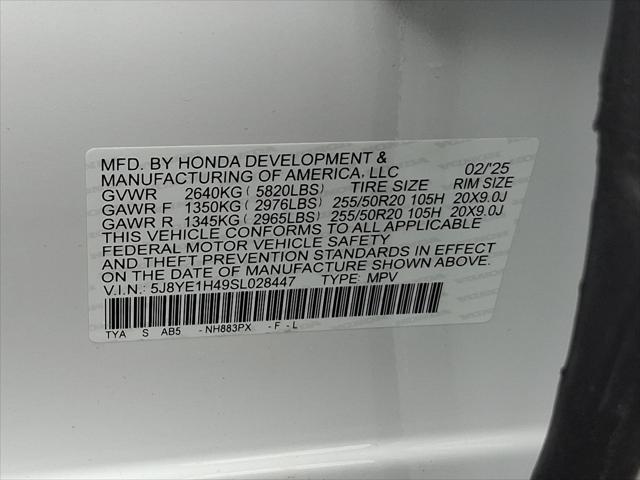 MFD. BY HONDA DEVELOPMENT &
MANUFACTURING OF AMERICA, LLC 02/'25
GVWR 2640KG ( 5820LBS) TIRE SIZE RIM SIZE
GAWR F 1350KG ( 2976LBS) 255/50R20 105H 20X9.0J
GAWR R 1345KG ( 2965LBS) 255/50R20 105H 20X9.0J
THIS VEHICLE CONFORMS TO ALL APPLICABLE
FEDERAL MOTOR VEHICLE SAFETY
AND THEFT PREVENTION STANDARDS IN EFFECT
ON THE DATE OF MANUFACTURE SHOWN ABOVE.
V.I.N.: 5J8YE1H49SL028447 TYPE: MPV
TYA S AB5 - NH883PX - F - L